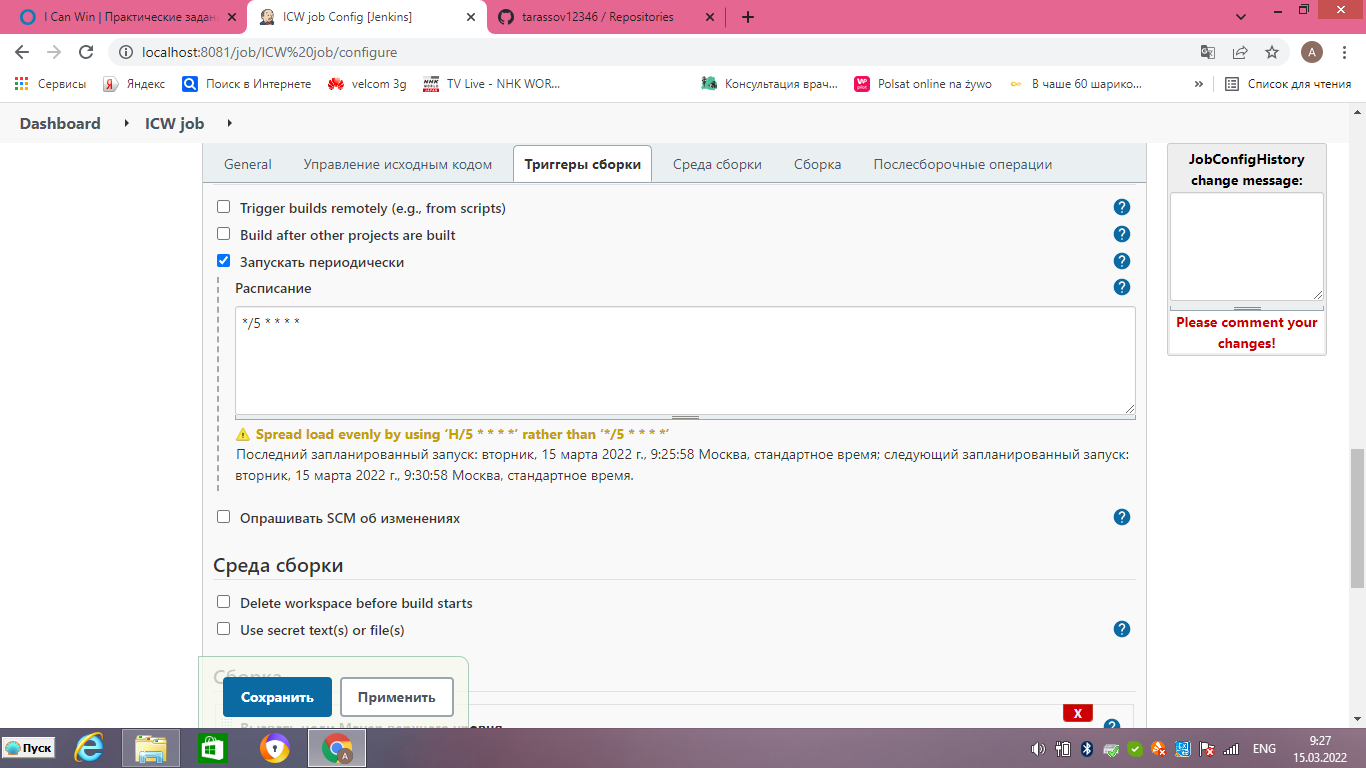 I Can Win | Практические задани
ICW job Config [Jenkins]
tarassov12346 / Repositories
localhost:8081/job/ICW%20job/configure
A
Сервисы
Яндекс
Поиск в Интернете
velcom 3g
TV Live - NHK WOR...
Консультация врач...
Polsat online na żywo
В чаше 60 шарико...
»
Список для чтения
Dashboard
ICW job
General
Управление исходным кодом
Триггеры сборки
Среда сборки
Сборка
Послесборочные операции
JobConfigHistory
change message:
Please comment your
changes!
Trigger builds remotely (e.g., from scripts)
Build after other projects are built
Запускать периодически
Расписание
*/5 * * * *
Spread load evenly by using ‘H/5 * * * *’ rather than ‘*/5 * * * *’
Последний запланированный запуск: вторник, 15 марта 2022 г., 9:25:58 Москва, стандартное время; следующий запланированный запуск:
вторник, 15 марта 2022 г., 9:30:58 Москва, стандартное время.
Опрашивать SCM об изменениях
Среда сборки
Delete workspace before build starts
Use secret text(s) or file(s)
Сборка
Сохранить
Применить
X
Вызвать цели Maven верхнего уровня
Пуск
ENG
9:27
15.03.2022